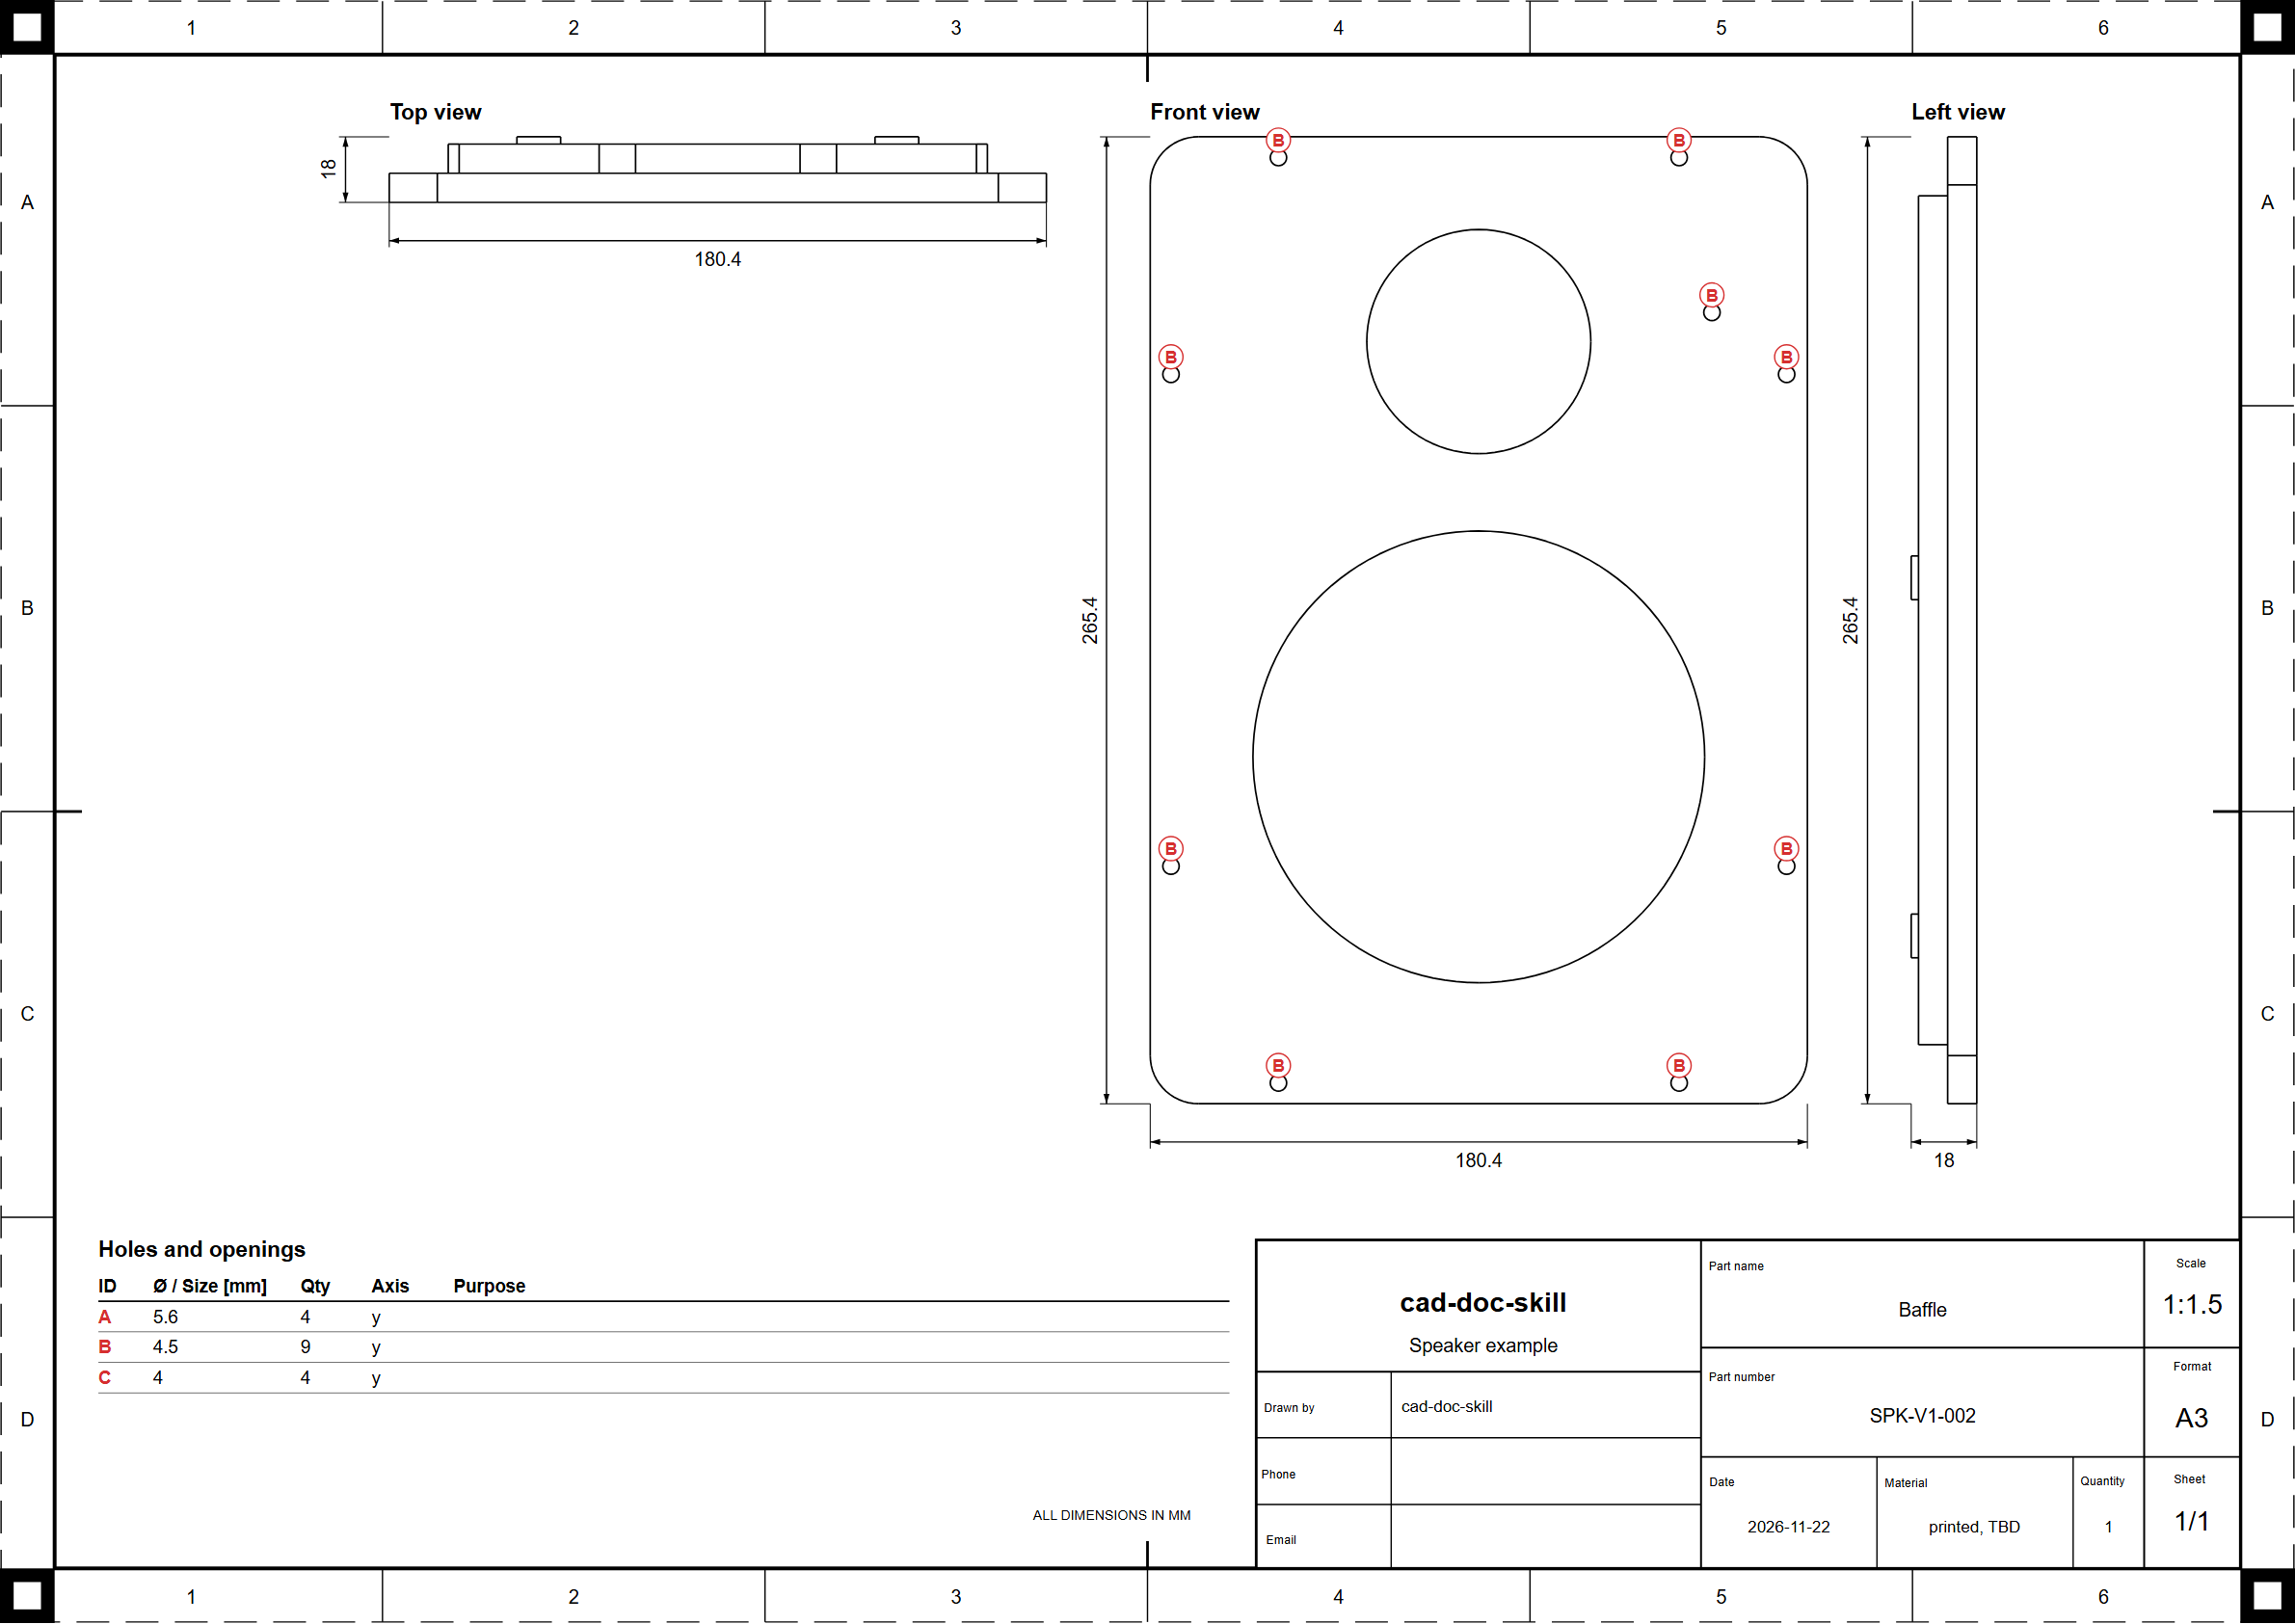 1 2 3 4 5 6
Top view
Front view
Left view
B B
18
A A
180.4
B
B B
265.4
265.4
B B
B B
C C
B B
180.4
18
Holes and openings
ID Ø / Size [mm] Qty Axis Purpose
A 5.6 4 y
B 4.5 9 y
C 4 4 y
ALL DIMENSIONS IN MM
cad-doc-skill
Speaker example
Drawn by cad-doc-skill
Phone
Email
Part name
Baffle
Part number
SPK-V1-002
Date
2026-11-22
Material
printed, TBD
Quantity
1
Scale
1:1.5
Format
A3
Sheet
1/1
D D
1 2 3 4 5 6